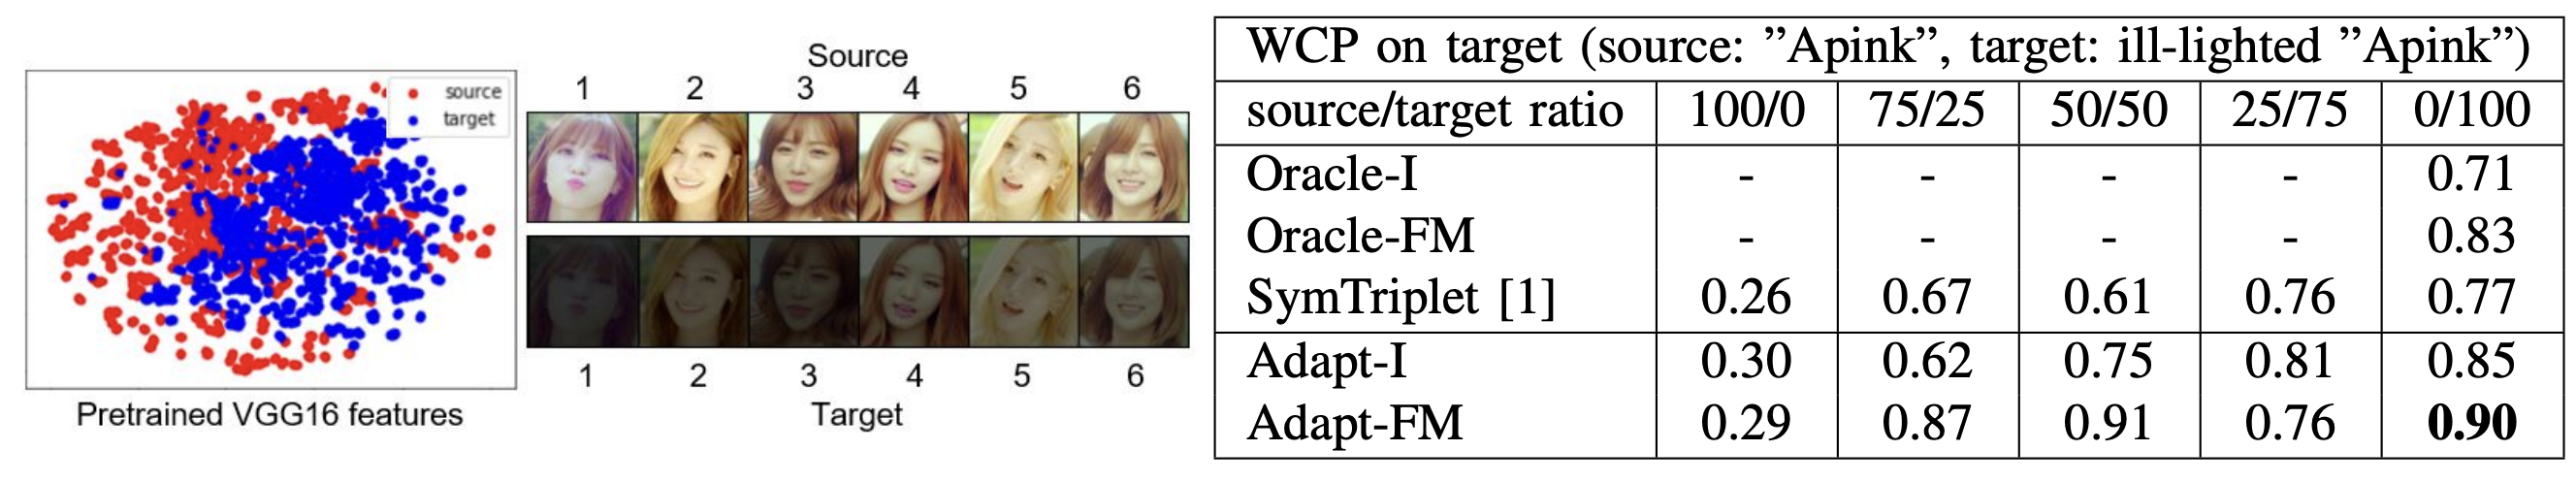 source
target
Pretrained VGG16 features
Source
1 2 3 4 5 6
1 2 3 4 5 6
Target
WCP on target (source: ”Apink”, target: ill-lighted ”Apink”)
source/target ratio 100/0 75/25 50/50 25/75 0/100
Oracle-I - - - - 0.71
Oracle-FM - - - - 0.83
SymTriplet [1] 0.26 0.67 0.61 0.76 0.77
Adapt-I 0.30 0.62 0.75 0.81 0.85
Adapt-FM 0.29 0.87 0.91 0.76 0.90